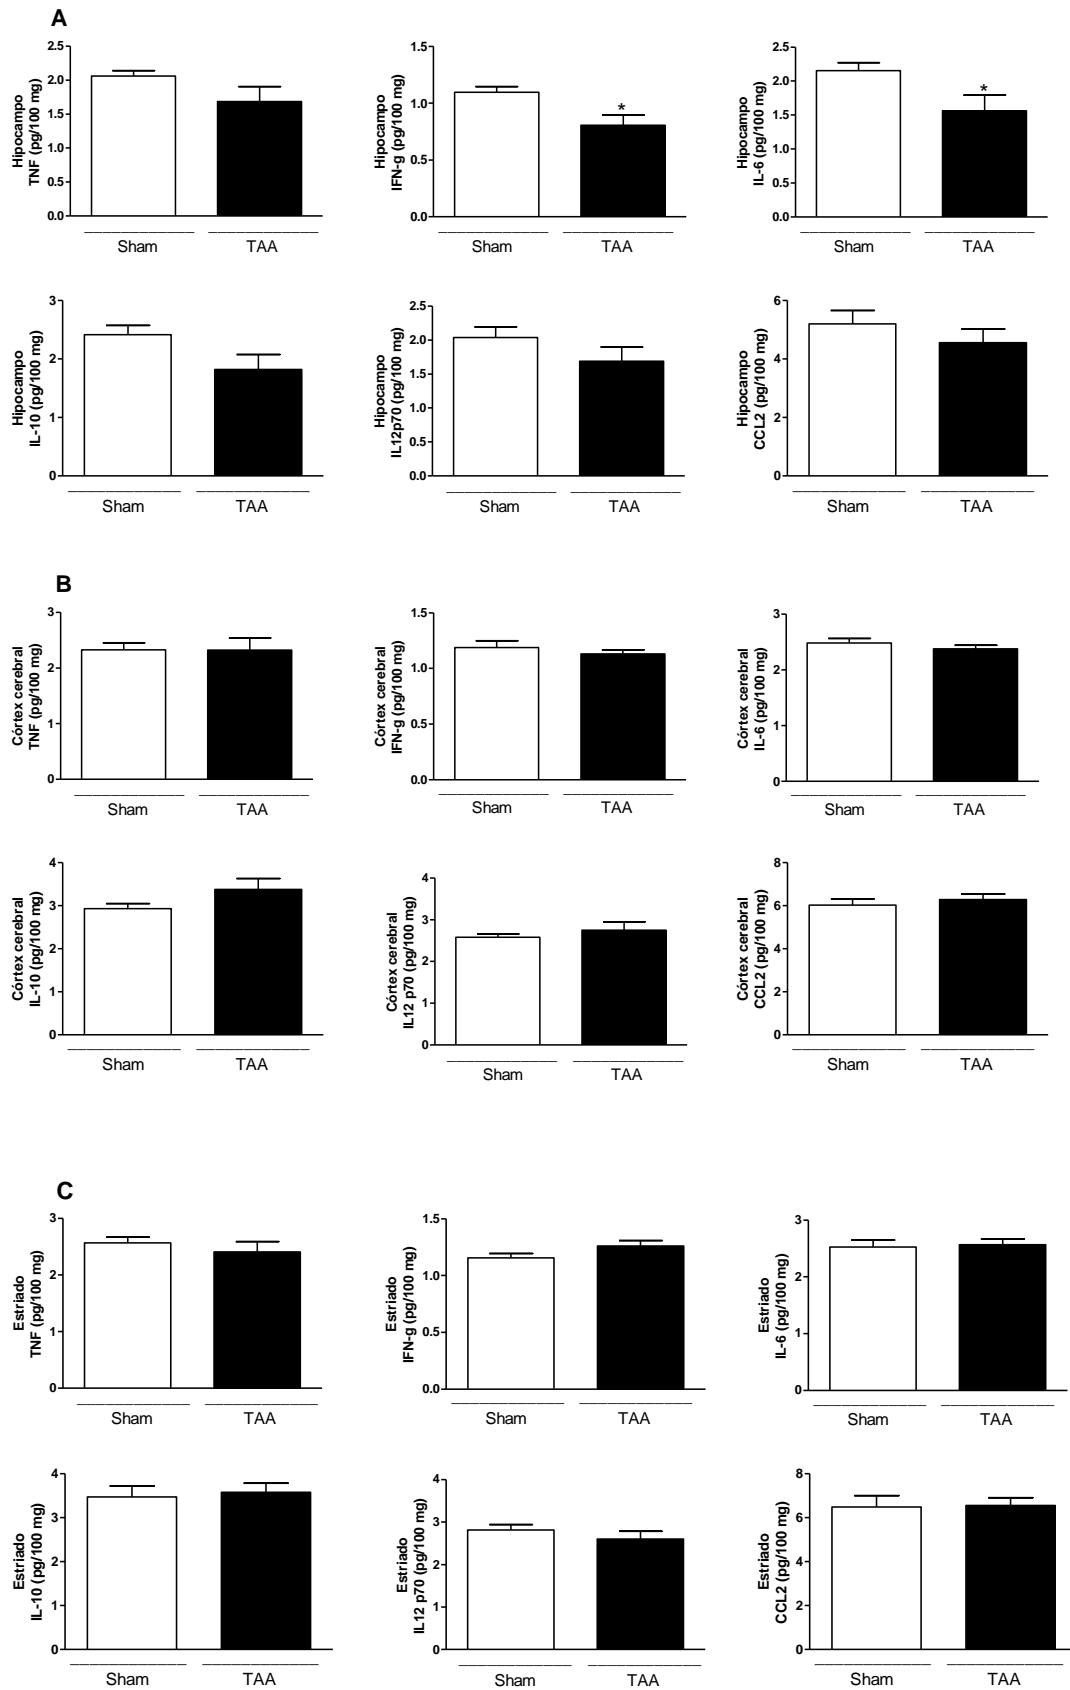 A
Hipocampo
TNF (pg/100 mg)
2.5
2.0
1.5
1.0
0.5
0.0
Sham
TAA
Hipocampo
IFN-g (pg/100 mg)
1.5
1.0
0.5
0.0
*
Sham
TAA
Hipocampo
IL-6 (pg/100 mg)
2.5
2.0
1.5
1.0
0.5
0.0
*
Sham
TAA
Hipocampo
IL-10 (pg/100 mg)
3
2
1
0
Sham
TAA
Hipocampo
IL12p70 (pg/100 mg)
2.5
2.0
1.5
1.0
0.5
0.0
Sham
TAA
Hipocampo
CCL2 (pg/100 mg)
6
4
2
0
Sham
TAA
B
Córtex cerebral
TNF (pg/100 mg)
3
2
1
0
Sham
TAA
Córtex cerebral
IFN-g (pg/100 mg)
1.5
1.0
0.5
0.0
Sham
TAA
Córtex cerebral
IL-6 (pg/100 mg)
3
2
1
0
Sham
TAA
Córtex cerebral
IL-10 (pg/100 mg)
4
3
2
1
0
Sham
TAA
Córtex cerebral
IL12 p70 (pg/100 mg)
4
3
2
1
0
Sham
TAA
Córtex cerebral
CCL2 (pg/100 mg)
8
6
4
2
0
Sham
TAA
C
Estriado
TNF (pg/100 mg)
3
2
1
0
Sham
TAA
Estriado
IFN-g (pg/100 mg)
1.5
1.0
0.5
0.0
Sham
TAA
Estriado
IL-6 (pg/100 mg)
3
2
1
0
Sham
TAA
Estriado
IL-10 (pg/100 mg)
4
3
2
1
0
Sham
TAA
Estriado
IL12 p70 (pg/100 mg)
4
3
2
1
0
Sham
TAA
Estriado
CCL2 (pg/100 mg)
8
6
4
2
0
Sham
TAA